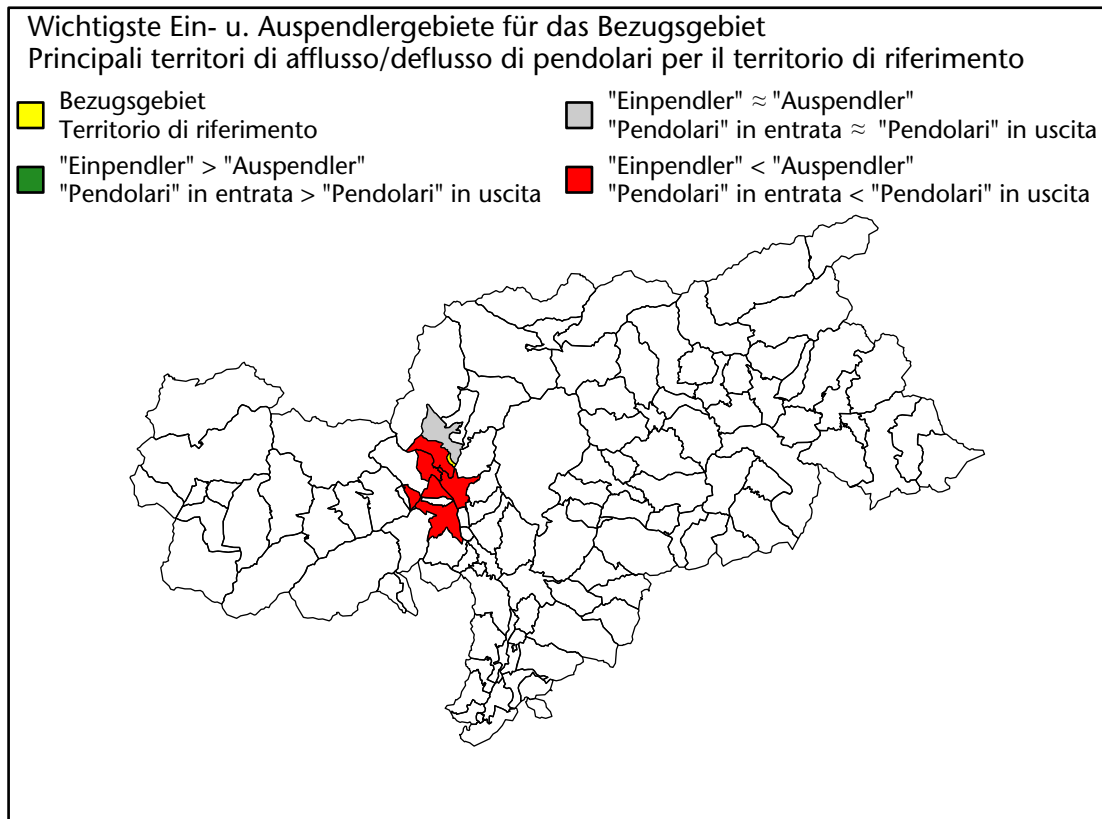 Wichtigste Ein- u. Auspendlergebiete für das Bezugsgebiet
Principali territori di afflusso/deflusso di pendolari per il territorio di riferimento
Bezugsgebiet
Territorio di riferimento
"Einpendler" > "Auspendler"
"Pendolari" in entrata > "Pendolari" in uscita
"Einpendler" ≈ "Auspendler"
"Pendolari" in entrata ≈ "Pendolari" in uscita
"Einpendler" < "Auspendler"
"Pendolari" in entrata < "Pendolari" in uscita